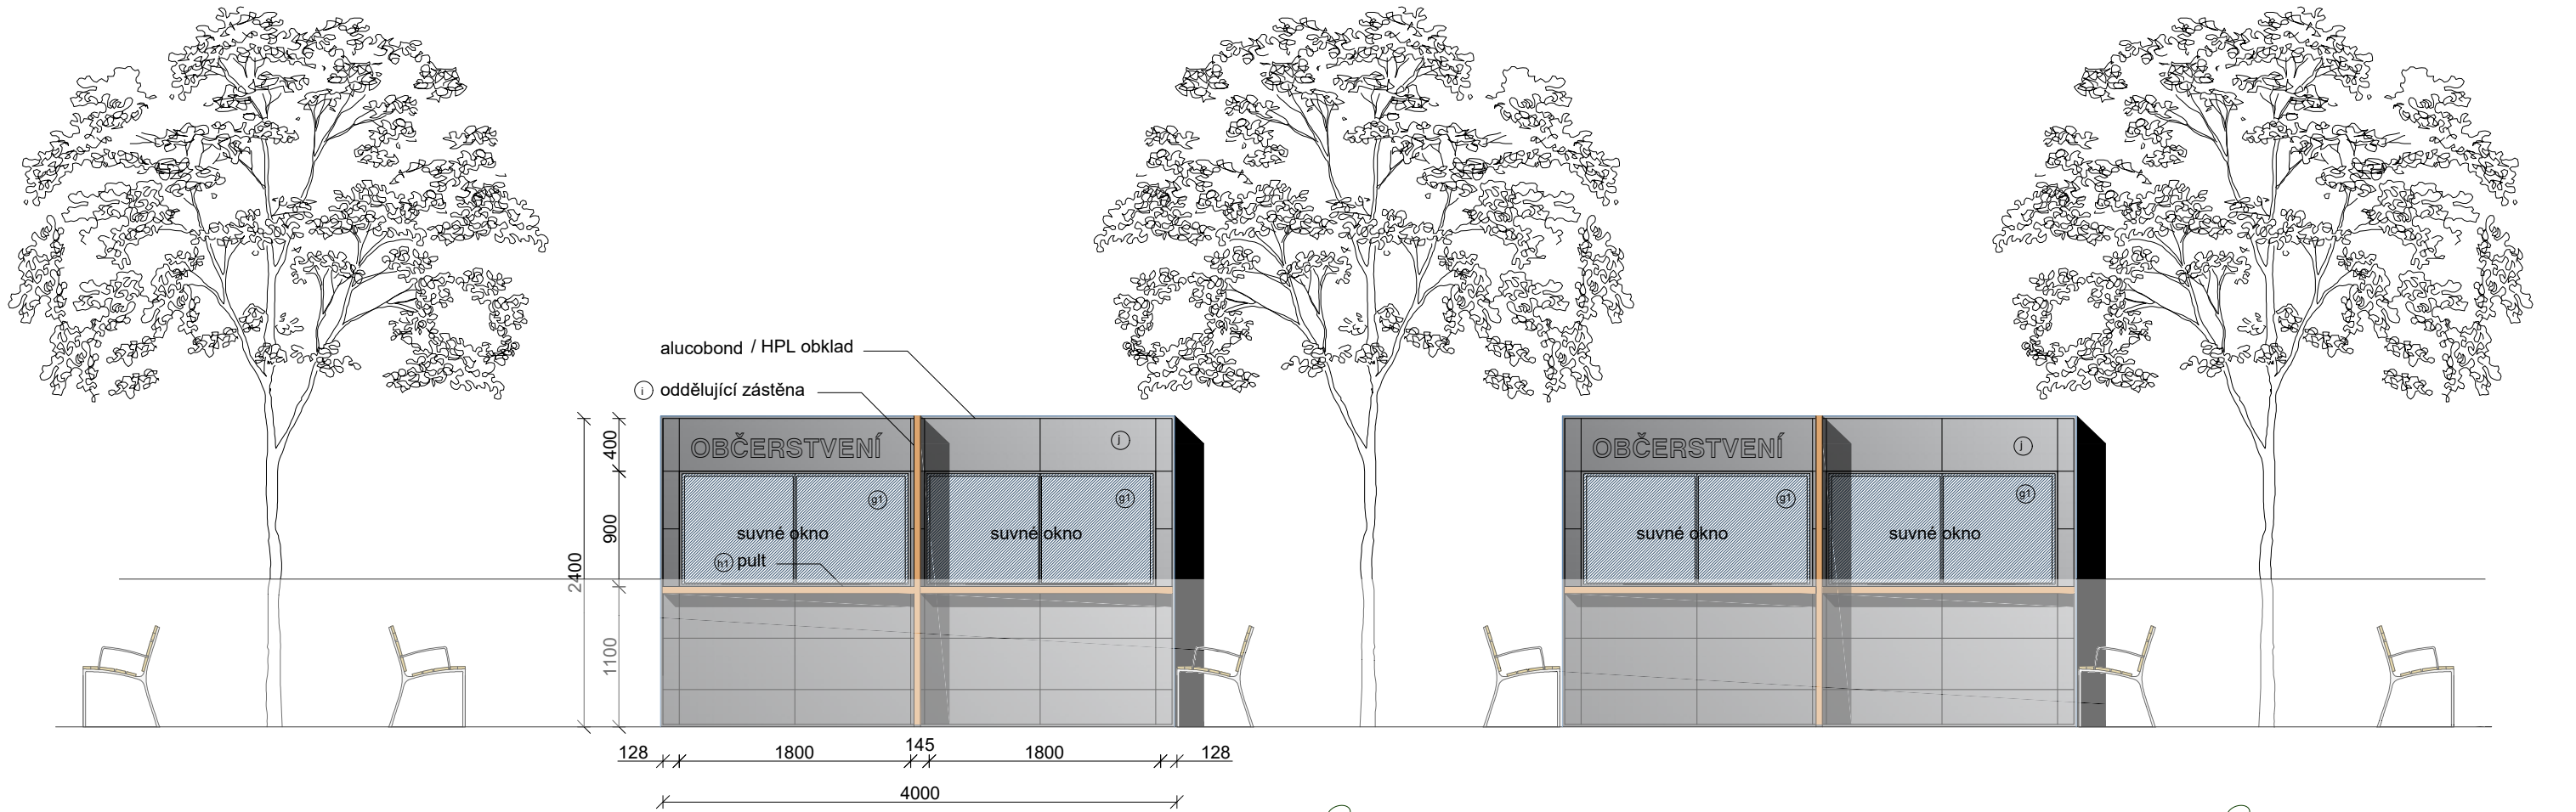 alucobond / HPL obklad
i oddělující zástěna
OBČERSTVENÍ
j
g1
g1
suvné okno
suvné okno
h1 pult
OBČERSTVENÍ
j
g1
g1
suvné okno
suvné okno
400
900
2400
1100
128
1800
145
1800
128
4000